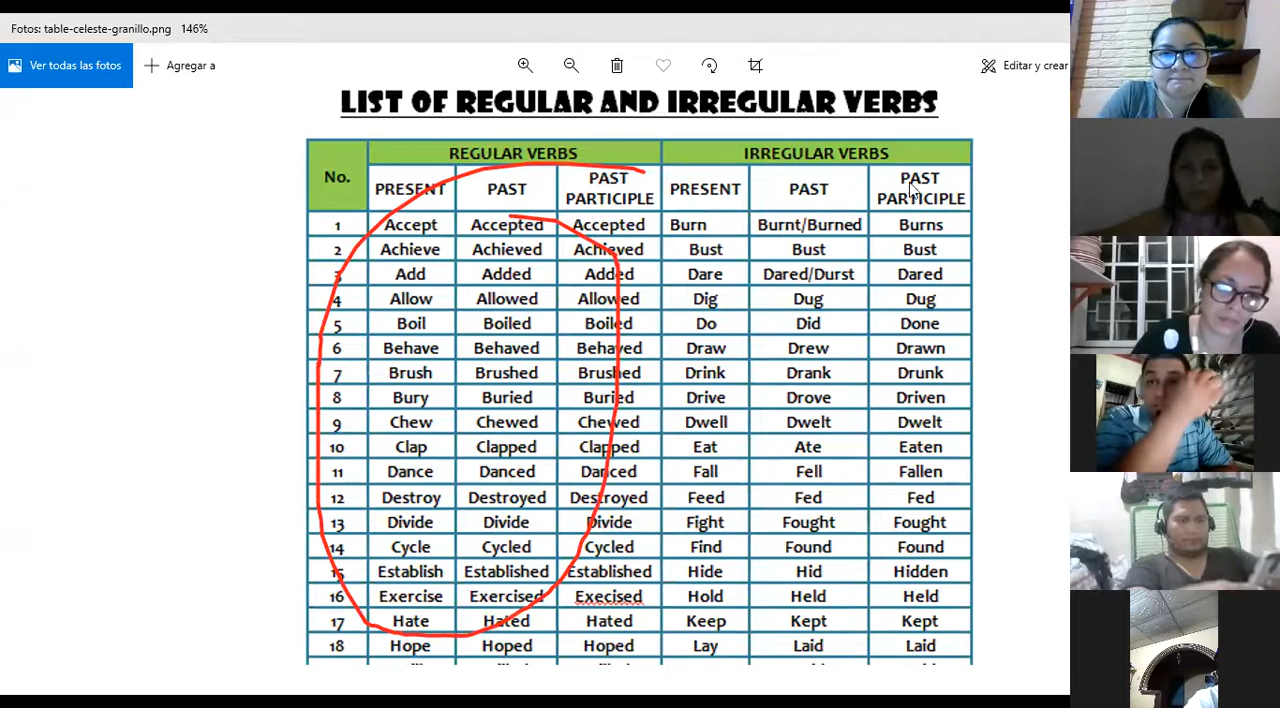 Fotos: table-celeste-granillo.png 146%
Ver todas las fotos Agregar a Editar y crear
LIST OF REGULAR AND IRREGULAR VERBS
No. REGULAR VERBS IRREGULAR VERBS
PRESENT PAST PAST PARTICIPLE PRESENT PAST PAST PARTICIPLE
1 Accept Accepted Accepted Burn Burnt/Burned Burns
2 Achieve Achieved Achieved Bust Bust Bust
3 Add Added Added Dare Dared/Durst Dared
4 Allow Allowed Allowed Dig Dug Dug
5 Boil Boiled Boiled Do Did Done
6 Behave Behaved Behaved Draw Drew Drawn
7 Brush Brushed Brushed Drink Drank Drunk
8 Bury Buried Buried Drive Drove Driven
9 Chew Chewed Chewed Dwell Dwelt Dwelt
10 Clap Clapped Clapped Eat Ate Eaten
11 Dance Danced Danced Fall Fell Fallen
12 Destroy Destroyed Destroyed Feed Fed Fed
13 Divide Divide Divide Fight Fought Fought
14 Cycle Cycled Cycled Find Found Found
15 Establish Established Established Hide Hid Hidden
16 Exercise Exercised Execised Hold Held Held
17 Hate Hated Hated Keep Kept Kept
18 Hope Hoped Hoped Lay Laid Laid